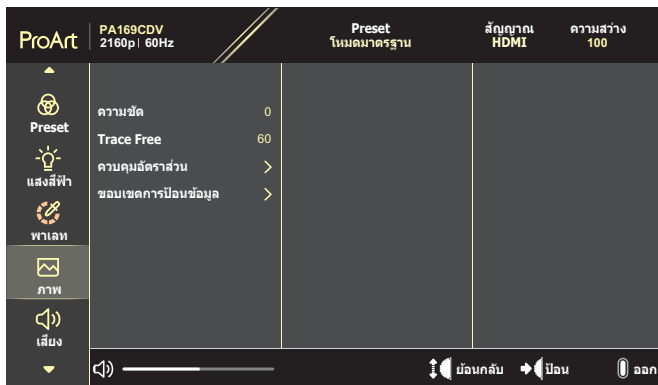 ProArt
PA169CDV
2160p | 60Hz
Preset
โหมดมาตรฐาน
สัญญาณ
HDMI
ความสว่าง
100
Preset
แสงสีฟ้า
พาเลท
ภาพ
เสียง
ความชัด 0
Trace Free 60
ควบคุมอัตราส่วน >
ขอบเขตการป้อนข้อมูล >
ย้อนกลับ ป้อน ออก